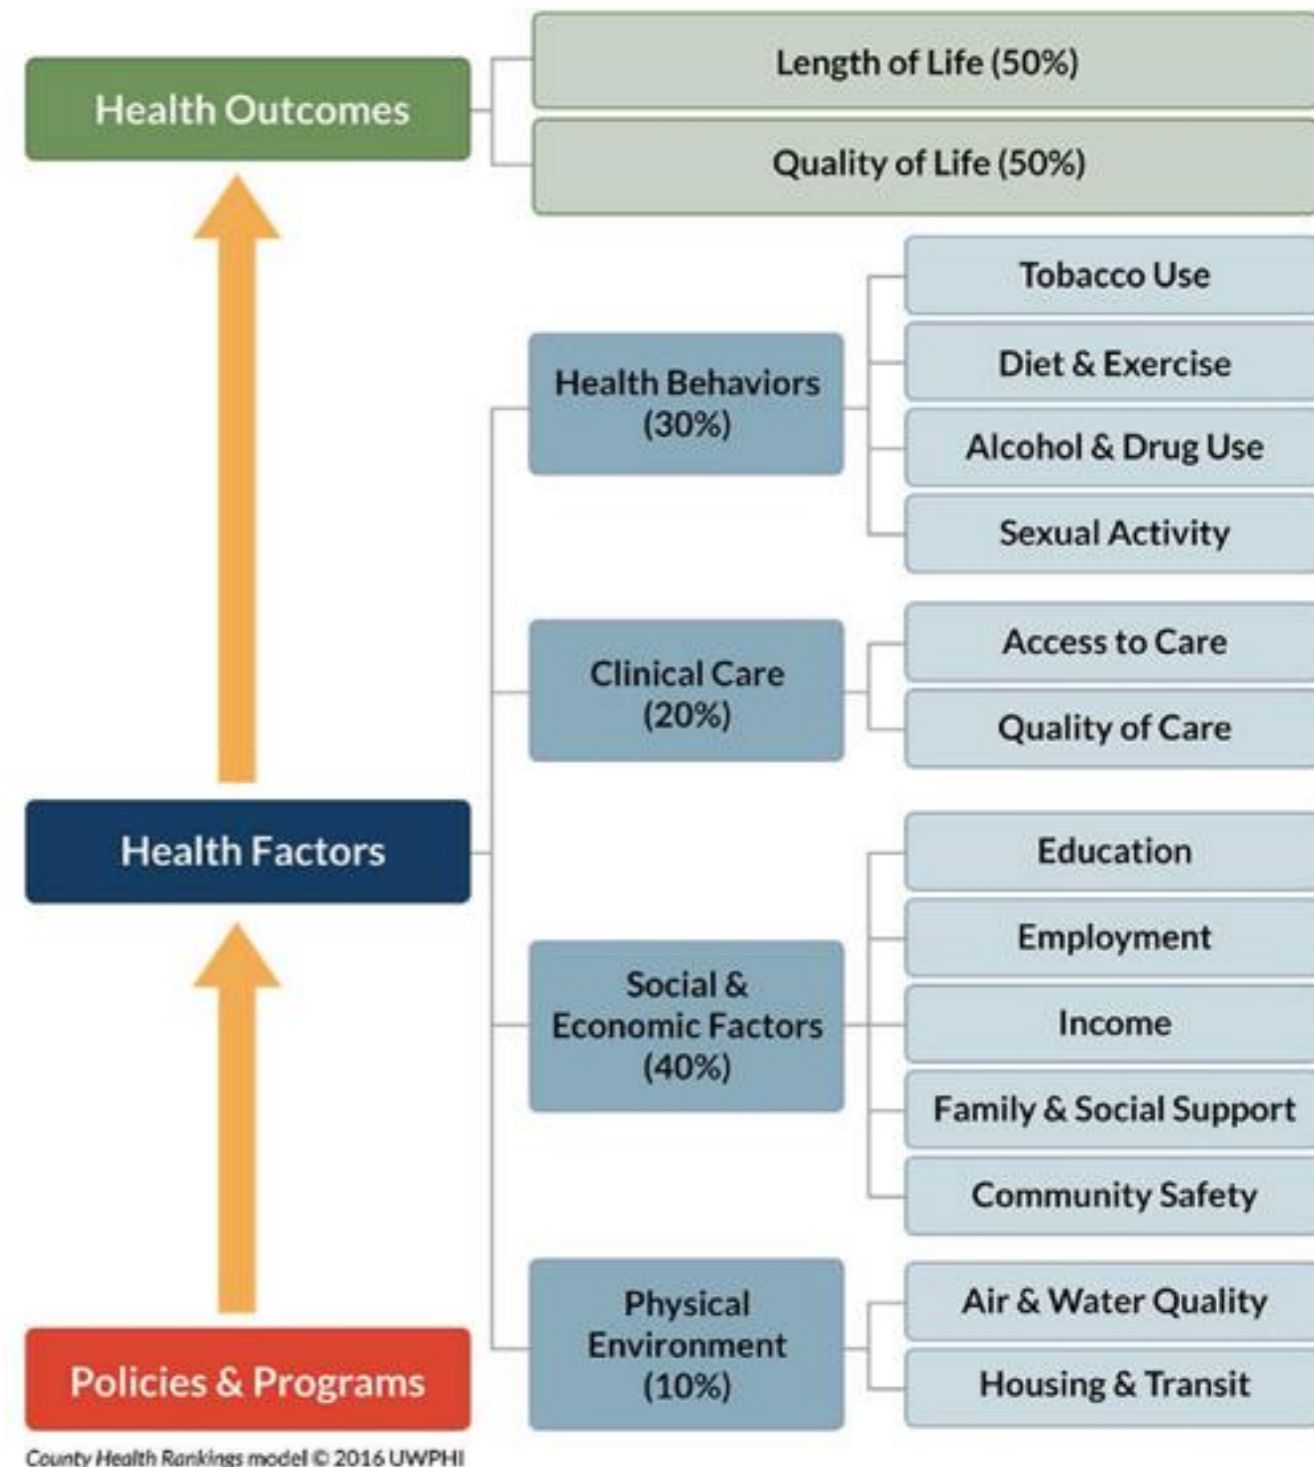 Health Outcomes
Length of Life (50%)
Quality of Life (50%)
Health Factors
Health Behaviors
(30%)
Tobacco Use
Diet & Exercise
Alcohol & Drug Use
Sexual Activity
Clinical Care
(20%)
Access to Care
Quality of Care
Social &
Economic Factors
(40%)
Education
Employment
Income
Family & Social Support
Community Safety
Physical
Environment
(10%)
Air & Water Quality
Housing & Transit
Policies & Programs
County Health Rankings model © 2016 UWPHI